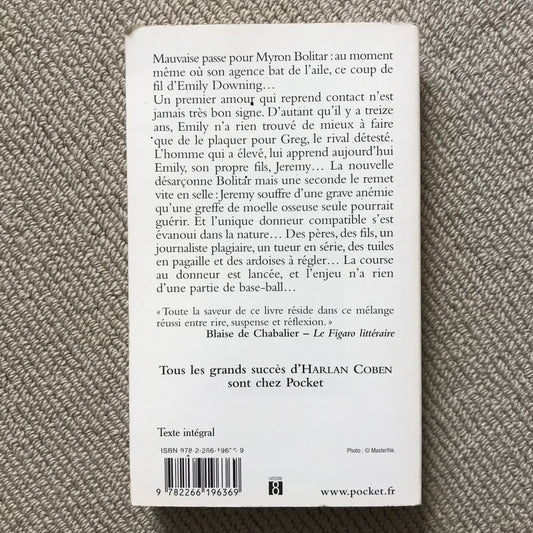 Mauvaise passe pour Myron Bolitar : au moment
même où son agence bat de l'aile, ce coup de
fil d'Emily Downing…
Un premier amour qui reprend contact n'est
jamais très bon signe. D'autant qu'il y a treize
ans, Emily n'a rien trouvé de mieux à faire
que de le plaquer pour Greg, le rival détesté.
L'homme qui a élevé, lui apprend aujourd'hui
Emily, son propre fils, Jeremy… La nouvelle
désarçonne Bolitar mais une seconde le remet
vite en selle : Jeremy souffre d'une grave anémie
qu'une greffe de moelle osseuse seule pourrait
guérir. Et l'unique donneur compatible s'est
évanoui dans la nature… Des pères, des fils, un
journaliste plagiaire, un tueur en série, des tuiles
en pagaille et des ardoises à régler… La course
au donneur est lancée, et l'enjeu n'a rien
d'une partie de base-ball…
« Toute la saveur de ce livre réside dans ce mélange
réussi entre rire, suspense et réflexion. »
Blaise de Chabalier – Le Figaro littéraire
Tous les grands succès d'HARLAN COBEN
sont chez Pocket
Texte intégral
ISBN 978-2-266-19636-9
Photo : © Masterfile.
9 782266 196369
CATÉGORIE
8
www.pocket.fr